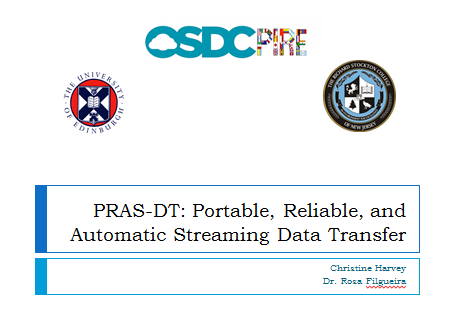 OSDC PIRE
THE UNIVERSITY OF EDINBURGH
THE RICHARD STOCKTON COLLEGE
OF NEW JERSEY
PRAS-DT: Portable, Reliable, and
Automatic Streaming Data Transfer
Christine Harvey
Dr. Rosa Filgueira